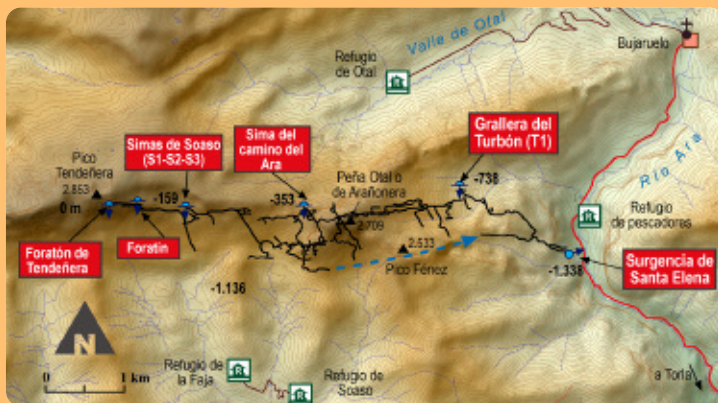 Valle de Otal
Bujaruelo
Refugio
de Otal
Río Ara
Grallera del
Turbón (T1)
Simas de Soaso
(S1-S2-S3)
Sima del
camino del
Ara
Pico
Tendeñera
2.853
0 m
-159
-353
Peña Otal o
de Arañonera
2.709
-738
Refugio
de pescadores
Foratón de
Tendeñera
Foratín
2.533
Pico Fénez
-1.338
Surgencia de
Santa Elena
-1.136
N
0
1 km
Refugio de
la Faja
Refugio de
Soaso
a Torla